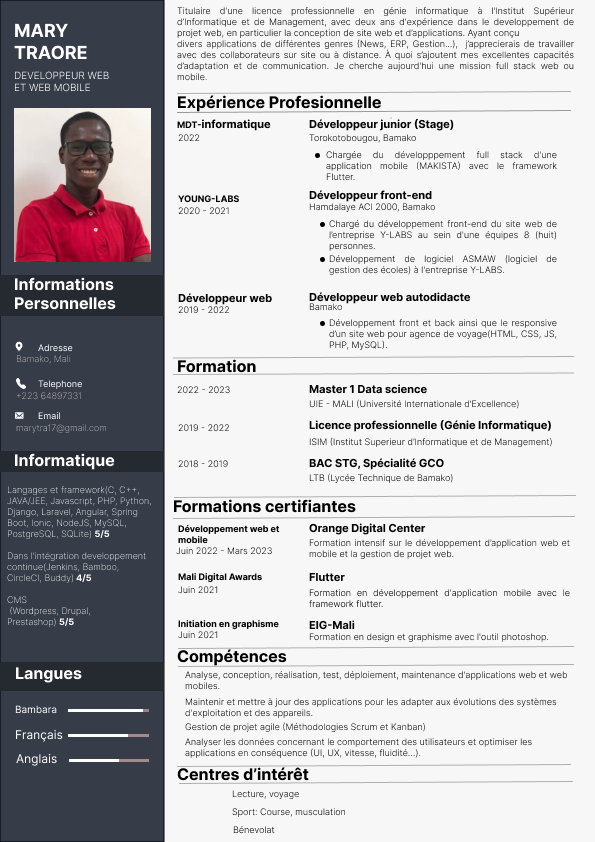 MARY
TRAORE
DEVELOPPEUR WEB
ET WEB MOBILE
Informations
Personnelles
Adresse
Bamako, Mali
Telephone
+223 64897331
Email
marytra17@gmail.com
Informatique
Langages et framework(C, C++,
JAVA/JEE, Javascript, PHP, Python,
Django, Laravel, Angular, Spring
Boot, Ionic, NodeJS, MySQL,
PostgreSQL, SQLite) 5/5
Dans l'intégration developpement
continue(Jenkins, Bamboo,
CircleCI, Buddy) 4/5
CMS
(Wordpress, Drupal,
Prestashop) 5/5
Langues
Bambara
Français
Anglais
Titulaire d'une licence professionnelle en génie informatique à l'Institut Supérieur
d'Informatique et de Management, avec deux ans d'expérience dans le developpement de
projet web, en particulier la conception de site web et d'applications. Ayant conçu
divers applications de différentes genres (News, ERP, Gestion...), j'apprecierais de travailler
avec des collaborateurs sur site ou à distance. À quoi s'ajoutent mes excellentes capacités
d'adaptation et de communication. Je cherche aujourd'hui une mission full stack web ou
mobile.
Expérience Profesionnelle
MDT-informatique
2022
Développeur junior (Stage)
Torokotobougou, Bamako
Chargée du développpement full stack d'une
application mobile (MAKISTA) avec le framework
Flutter.
YOUNG-LABS
2020 - 2021
Développeur front-end
Hamdalaye ACI 2000, Bamako
Chargé du développement front-end du site web de
l'entreprise Y-LABS au sein d'une équipes 8 (huit)
personnes.
Développement de logiciel ASMAW (logiciel de
gestion des écoles) à l'entreprise Y-LABS.
Développeur web
2019 - 2022
Développeur web autodidacte
Bamako
Développement front et back ainsi que le responsive
d'un site web pour agence de voyage(HTML, CSS, JS,
PHP, MySQL).
Formation
2022 - 2023
Master 1 Data science
UIE - MALI (Université Internationale d'Excellence)
2019 - 2022
Licence professionnelle (Génie Informatique)
ISIM (Institut Superieur d'Informatique et de Management)
2018 - 2019
BAC STG, Spécialité GCO
LTB (Lycée Technique de Bamako)
Formations certifiantes
Développement web et
mobile
Juin 2022 - Mars 2023
Orange Digital Center
Formation intensif sur le développement d'application web et
mobile et la gestion de projet web.
Mali Digital Awards
Juin 2021
Flutter
Formation en développement d'application mobile avec le
framework flutter.
Initiation en graphisme
Juin 2021
EIG-Mali
Formation en design et graphisme avec l'outil photoshop.
Compétences
Analyse, conception, réalisation, test, déploiement, maintenance d'applications web et web
mobiles.
Maintenir et mettre à jour des applications pour les adapter aux évolutions des systèmes
d'exploitation et des appareils.
Gestion de projet agile (Méthodologies Scrum et Kanban)
Analyser les données concernant le comportement des utilisateurs et optimiser les
applications en conséquence (UI, UX, vitesse, fluidité...).
Centres d'intérêt
Lecture, voyage
Sport: Course, musculation
Bénevolat